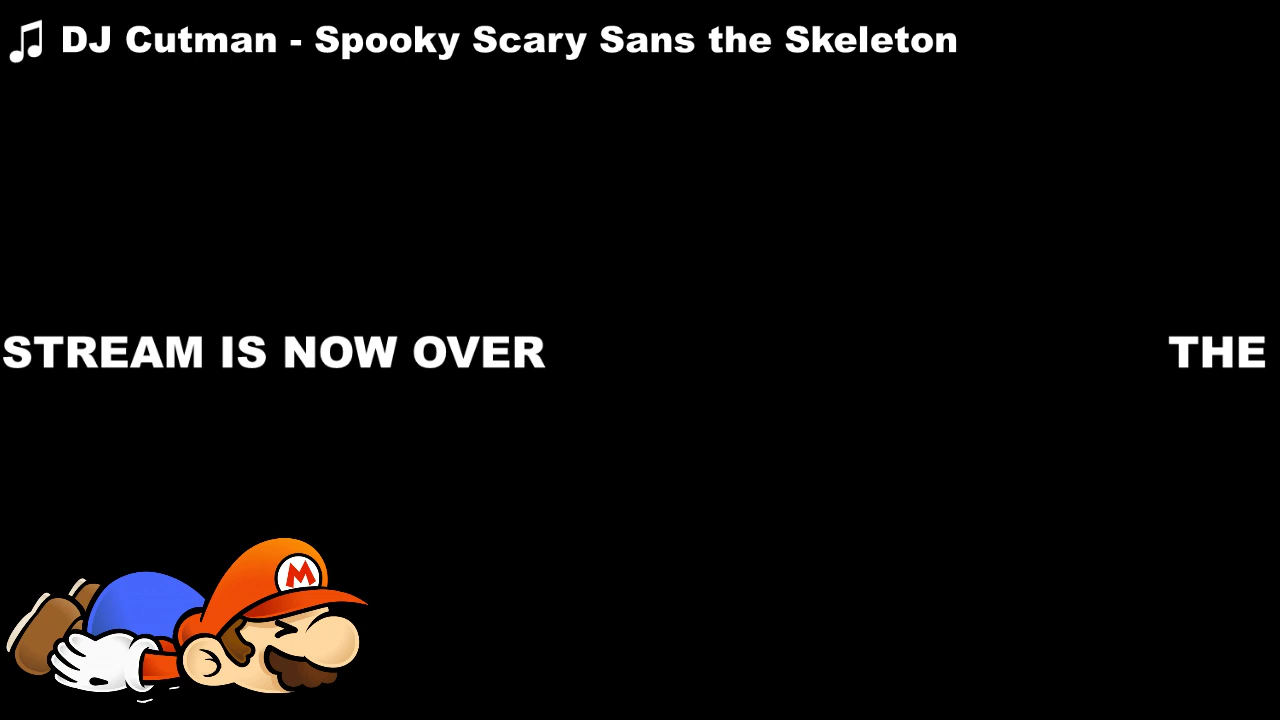 DJ Cutman - Spooky Scary Sans the Skeleton
STREAM IS NOW OVER THE
M